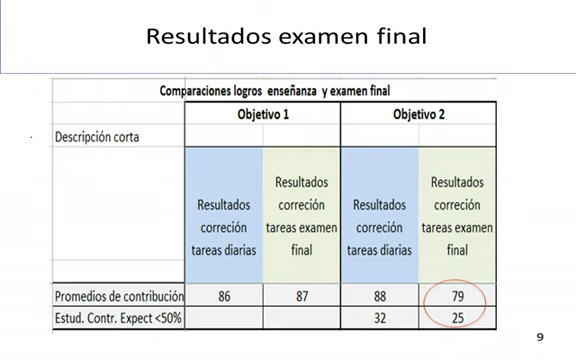 Resultados examen final
Comparaciones logros enseñanza y examen final
Objetivo 1 Objetivo 2
Descripción corta
Resultados correción tareas diarias
Resultados correción tareas examen final
Resultados correción tareas diarias
Resultados correción tareas examen final
Promedios de contribución 86 87 88 79
Estud. Contr. Expect <50% 32 25
9